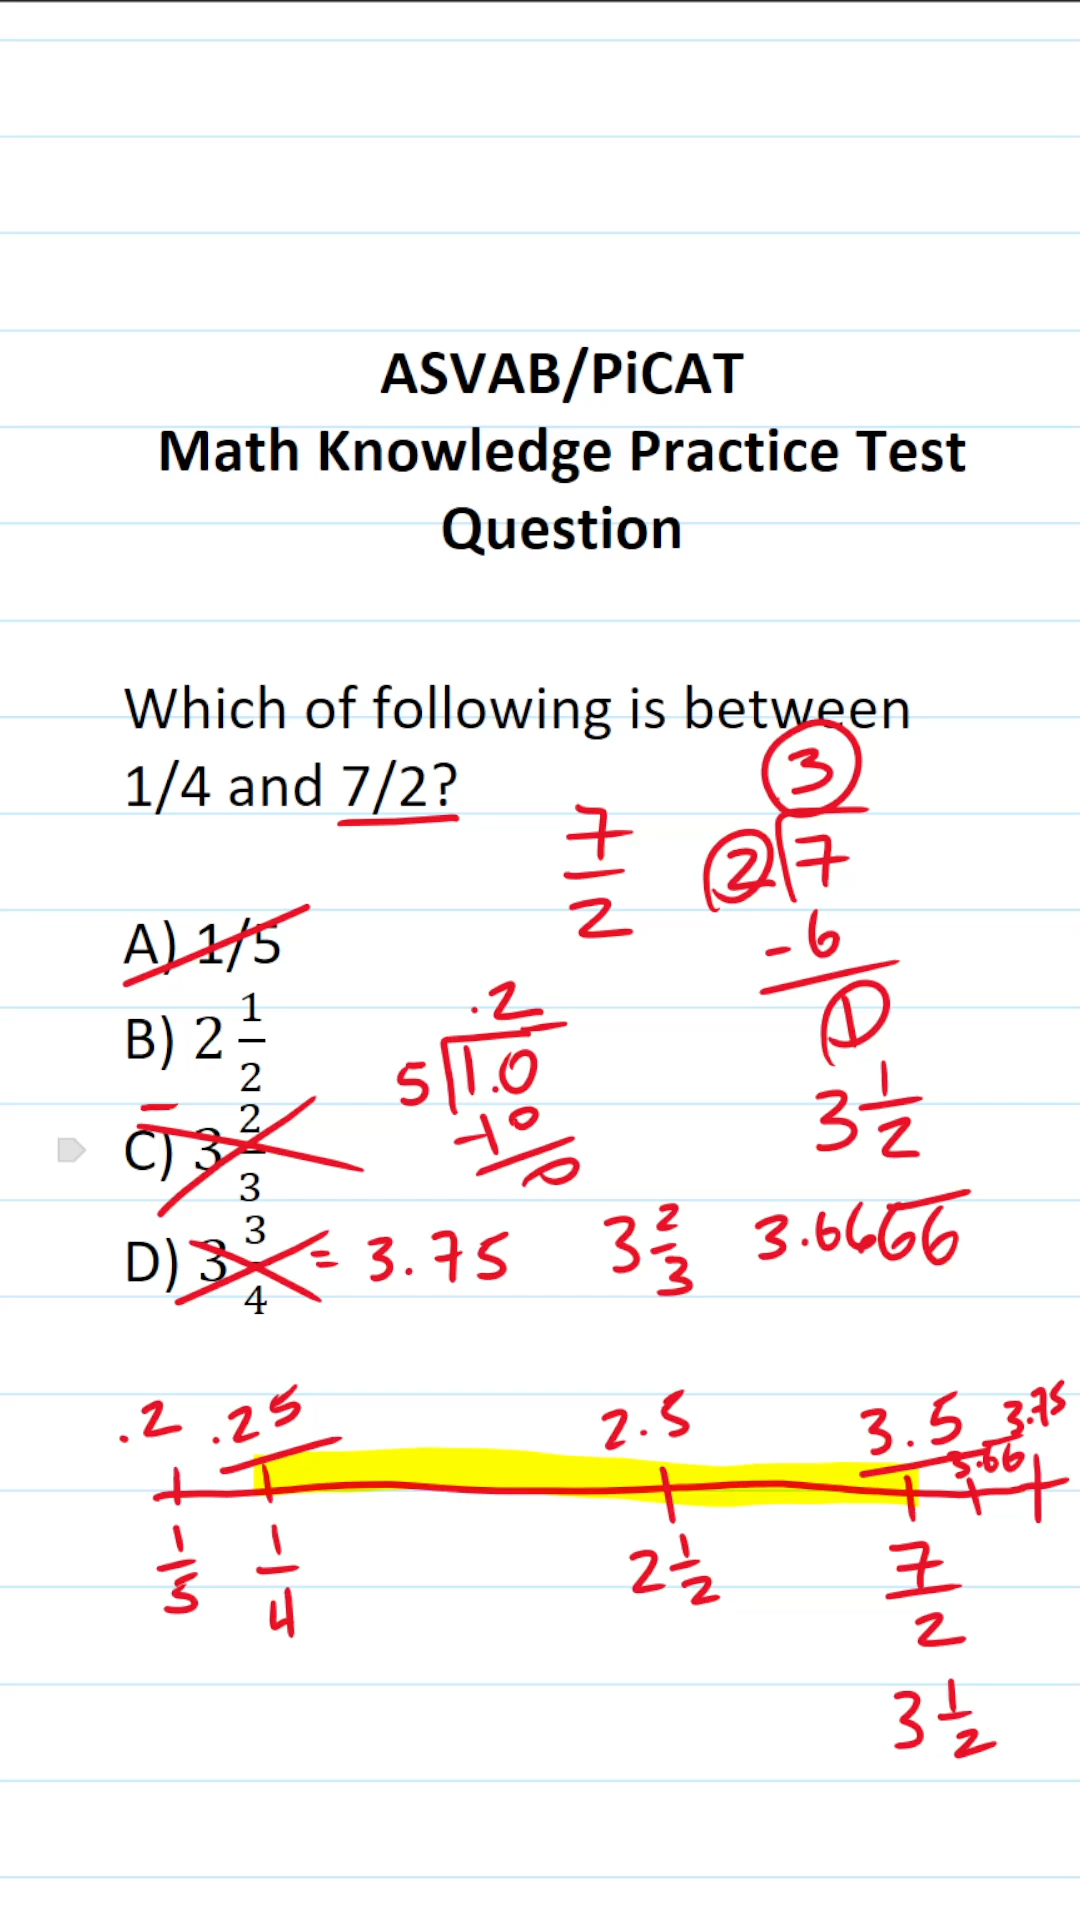 ASVAB/PiCAT
Math Knowledge Practice Test
Question
Which of following is between
1/4 and 7/2?
3
7/2 2 7
- 6
1
A) 1/5
B) 2 1/2
.2
5 1.0
-10
0
3 1/2
C) 3 2/3
D) 3 3/4 = 3.75 3 2/3 3.6666
.2 .25 2.5 3.5 3.66 3.75
1/5 1/4 2 1/2 7/2
3 1/2